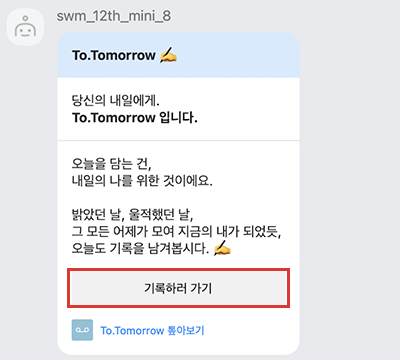 swm_12th_mini_8
To.Tomorrow ✍️
당신의 내일에게.
To.Tomorrow 입니다.
오늘을 담는 건,
내일의 나를 위한 것이에요.
밝았던 날, 울적했던 날,
그 모든 어제가 모여 지금의 내가 되었듯,
오늘도 기록을 남겨봅시다. ✍️
기록하러 가기
To.Tomorrow 톺아보기